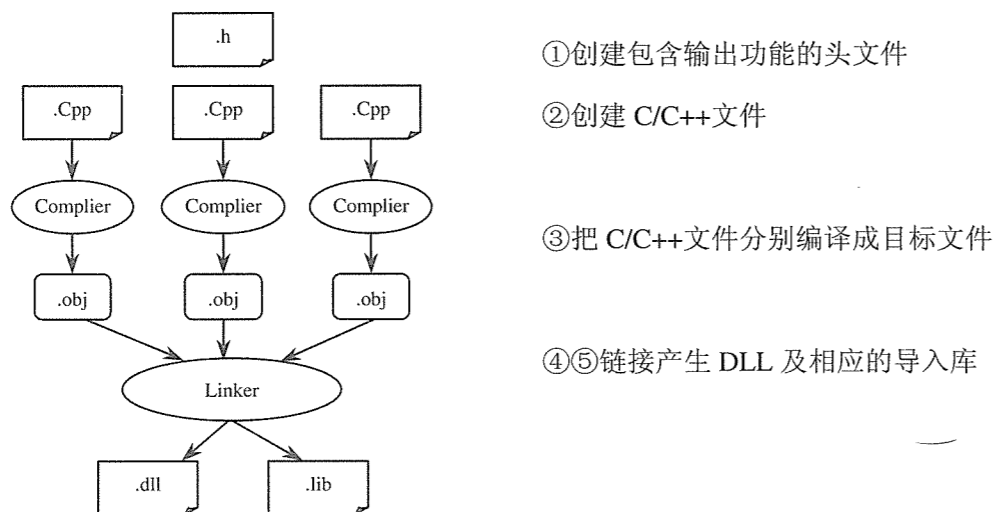 .h
①创建包含输出功能的头文件
.Cpp .Cpp .Cpp
②创建 C/C++文件
Complier Complier Complier
③把 C/C++文件分别编译成目标文件
.obj .obj .obj
④⑤链接产生 DLL 及相应的导入库
Linker
.dll .lib